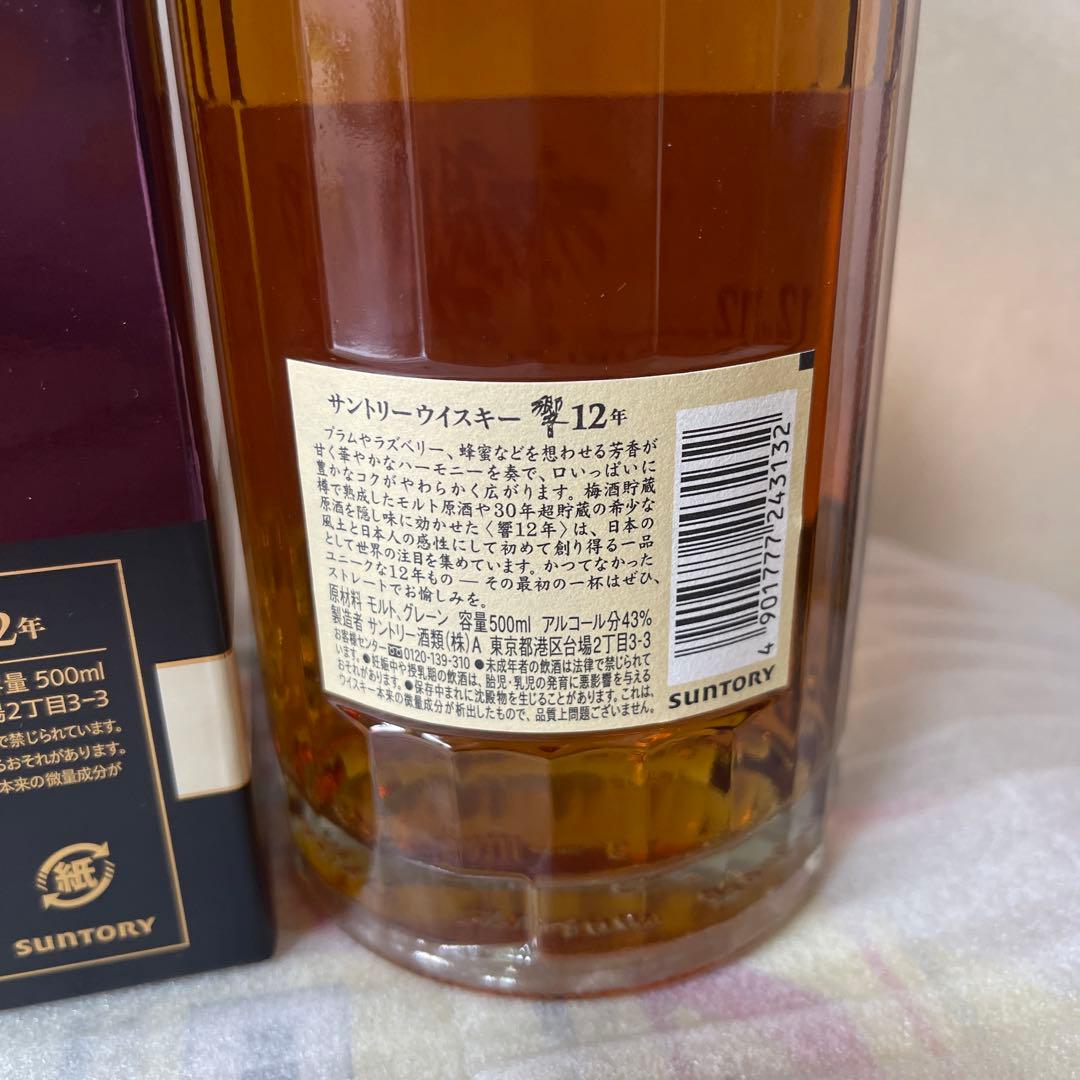 サントリーウイスキー 響12年
プラムやラズベリー、蜂蜜などを想わせる芳香が
甘く華やかなハーモニーを奏で、口いっぱいに
豊かなコクがやわらかく広がります。梅酒貯蔵
樽で熟成したモルト原酒や30年超貯蔵の希少な
原酒を隠し味に効かせた〈響12年〉は、日本の
風土と日本人の感性にして初めて創り得る一品
として世界の注目を集めています。かつてなかった
ユニークな12年もの ― その最初の一杯はぜひ、
ストレートでお愉しみを。
原材料 モルト、グレーン 容量500ml アルコール分43%
製造者 サントリー酒類(株)A 東京都港区台場2丁目3-3
お客様センター 0120-139-310 ●未成年者の飲酒は法律で禁じられて
います。●妊娠中や授乳期の飲酒は、胎児・乳児の発育に悪影響を与える
おそれがあります。●保存中まれに沈殿物を生じることがあります。これは、
ウイスキー本来の微量成分が析出したもので、品質上問題ございません。
4 901777 243132
SUNTORY
2年
量 500ml
場2丁目3-3
で禁じられています。
るおそれがあります。
本来の微量成分が
紙
SUNTORY